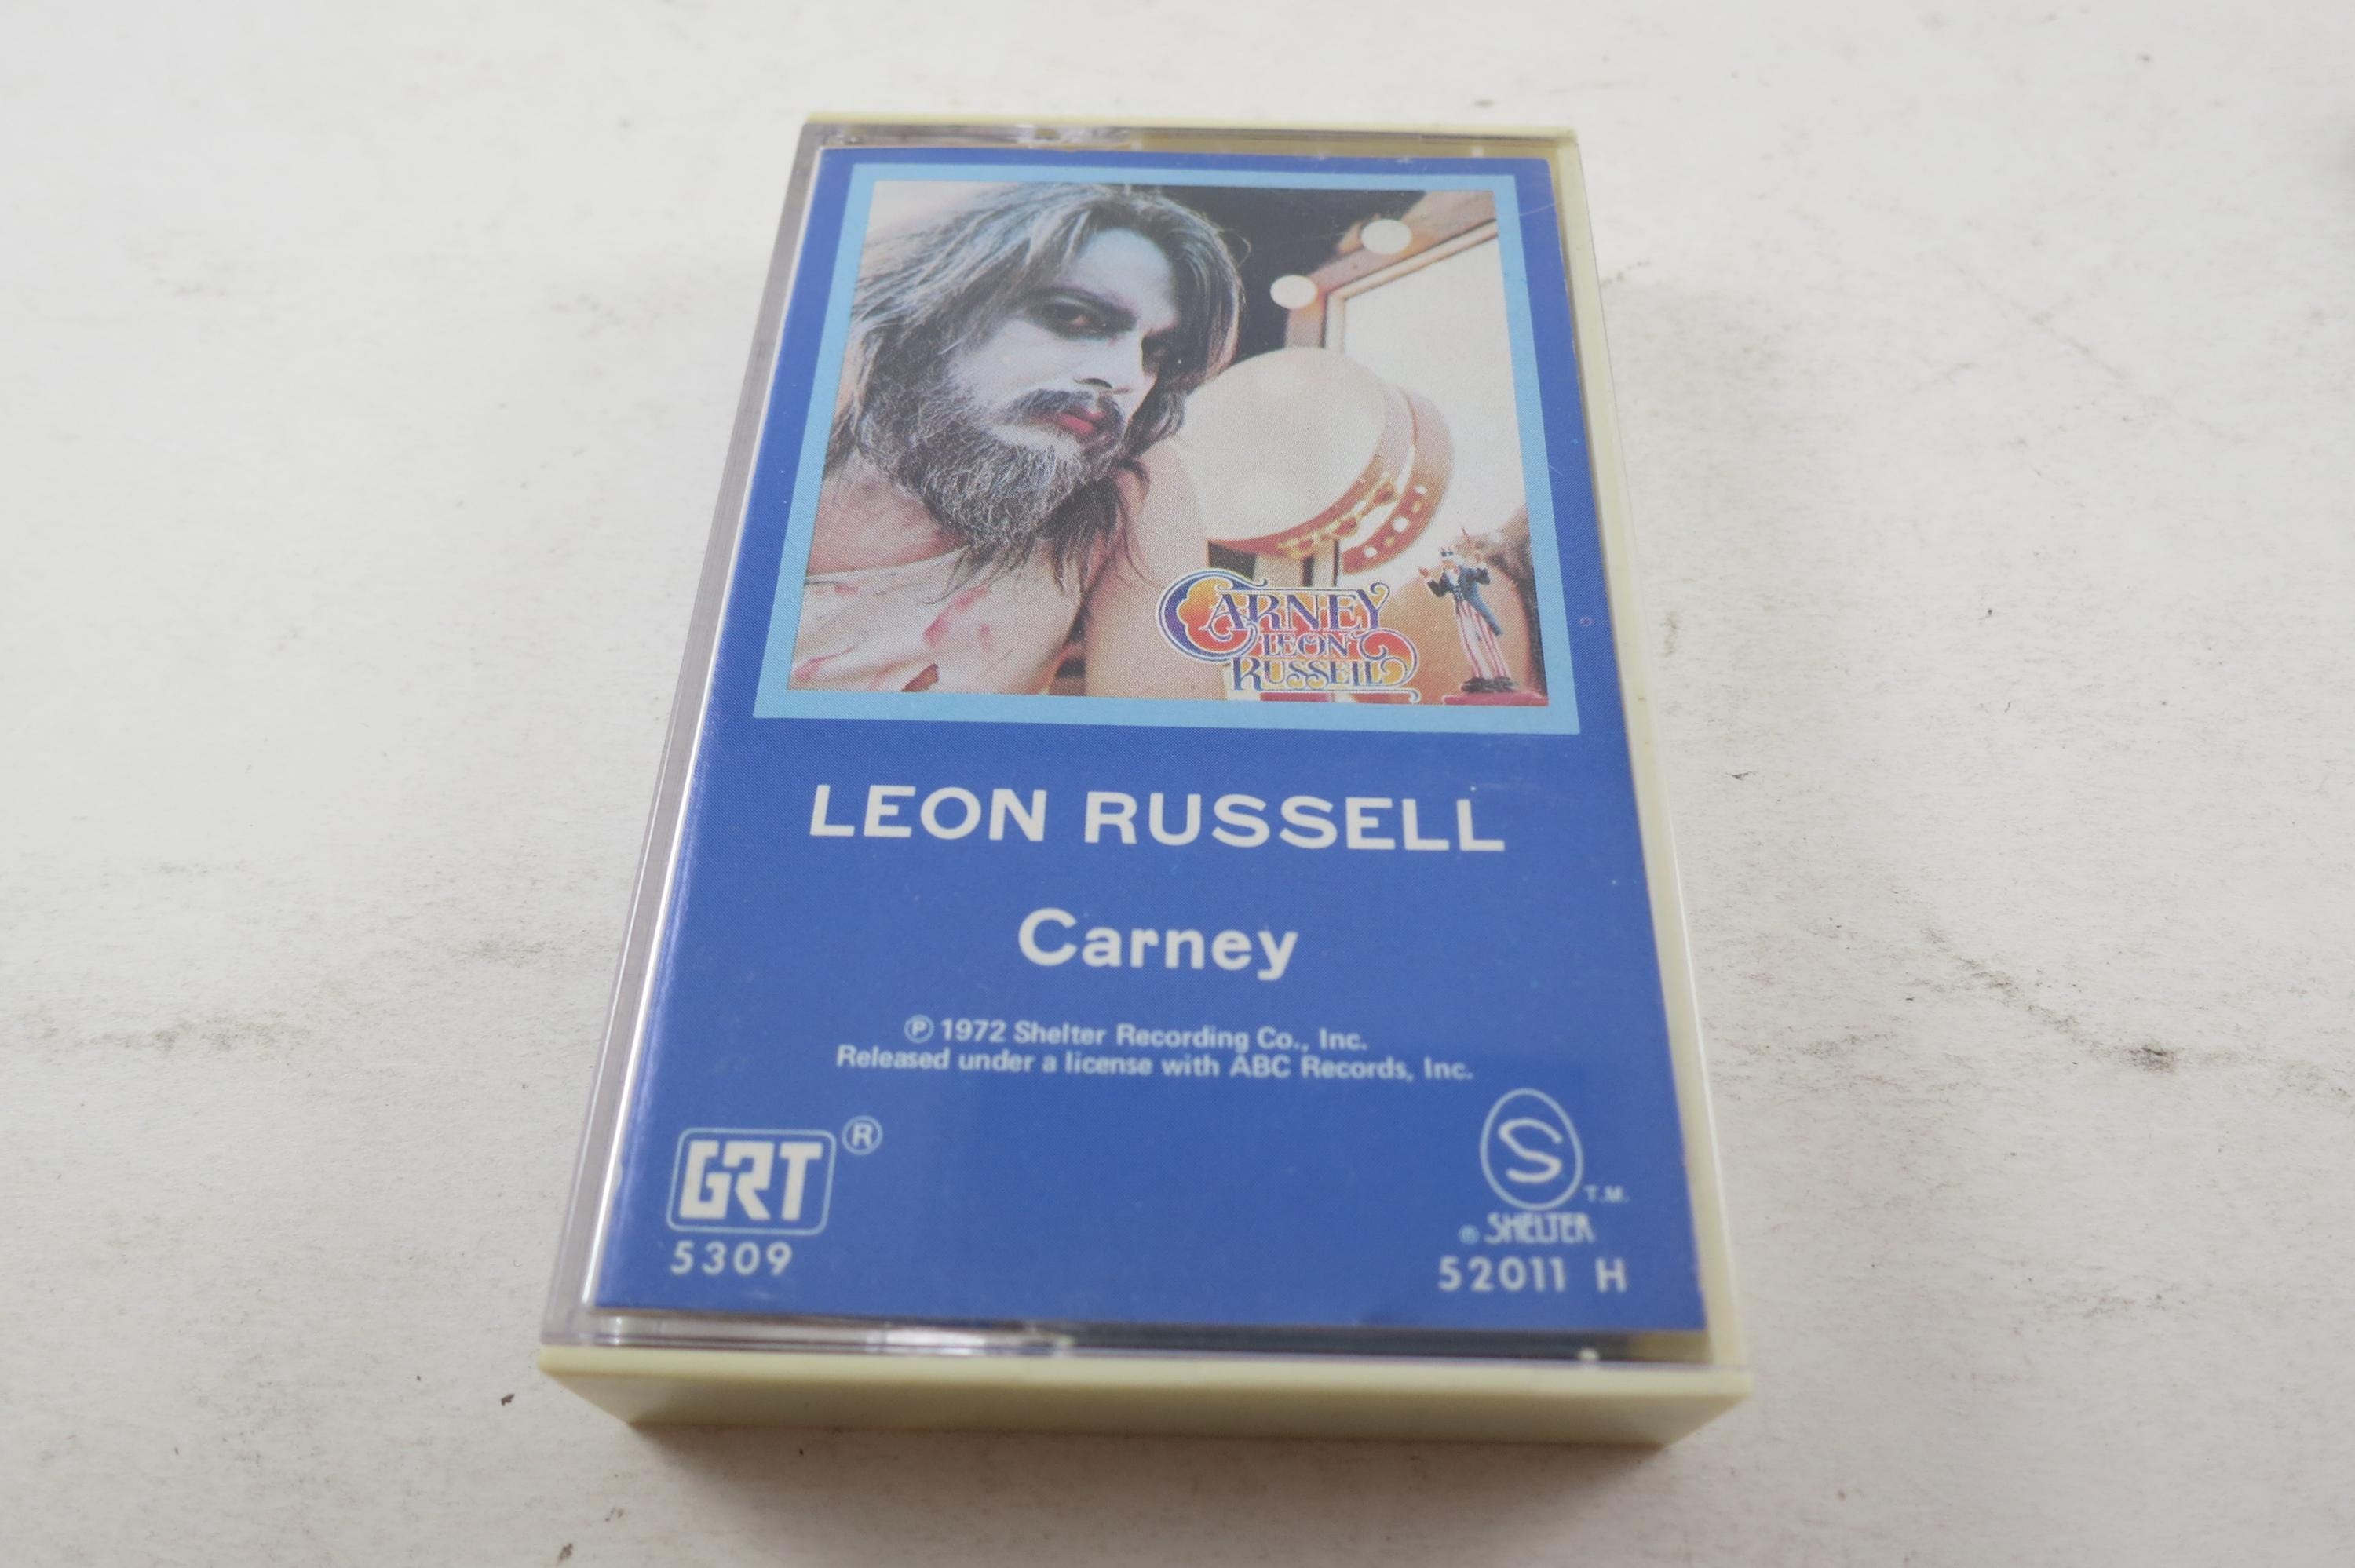 CARNEY
LEON
RUSSELL
LEON RUSSELL
Carney
℗ 1972 Shelter Recording Co., Inc.
Released under a license with ABC Records, Inc.
GRT ®
5309
S T.M.
® SHELTER
52011 H